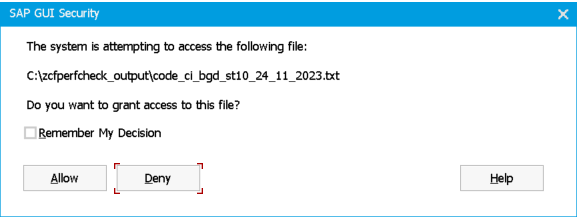 SAP GUI Security
The system is attempting to access the following file:
C:\zcfperfcheck_output\code_ci_bgd_st10_24_11_2023.txt
Do you want to grant access to this file?
Remember My Decision
Allow
Deny
Help